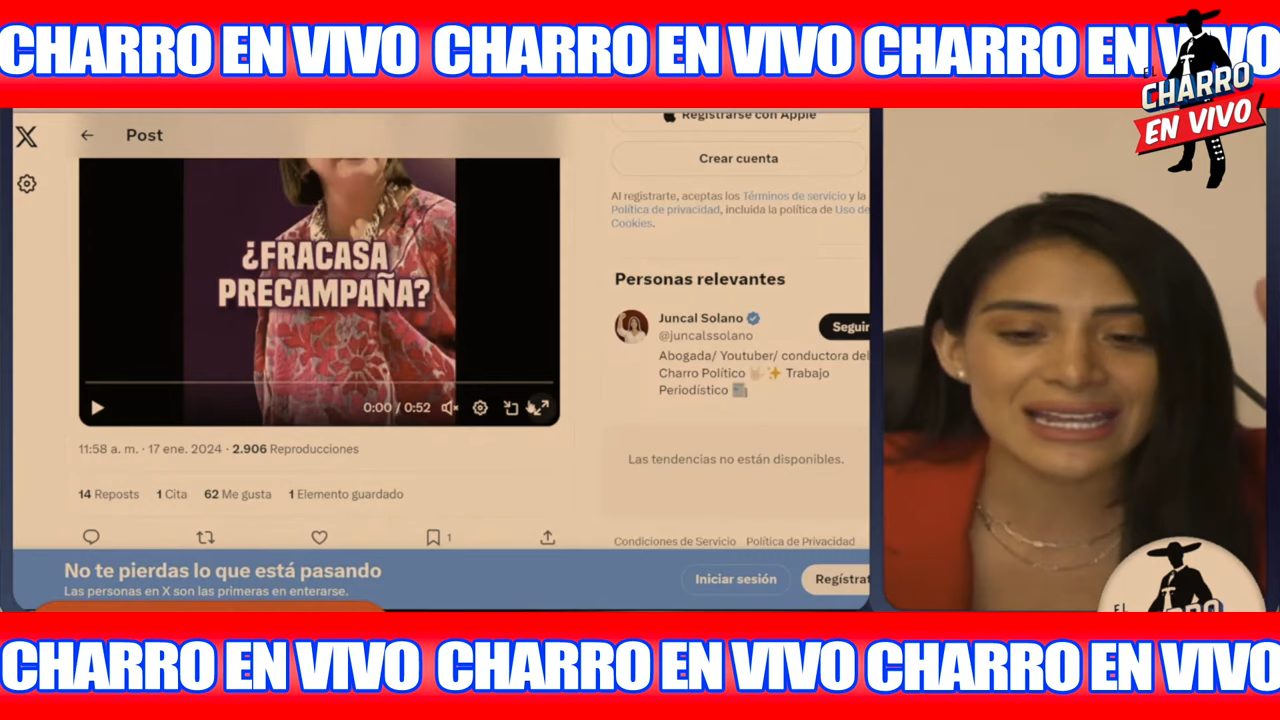 CHARRO EN VIVO CHARRO EN VIVO CHARRO EN VIVO
EL
CHARRO
EN VIVO
Post
¿FRACASA
PRECAMPAÑA?
0:00 / 0:52
11:58 a. m. · 17 ene. 2024 · 2.906 Reproducciones
14 Reposts 1 Cita 62 Me gusta 1 Elemento guardado
1
Registrarse con Apple
Crear cuenta
Al registrarte, aceptas los Términos de servicio y la
Política de privacidad, incluida la política de Uso de
Cookies.
Personas relevantes
Juncal Solano
@juncalssolano
Seguir
Abogada/ Youtuber/ conductora del
Charro Político 🤟🏻✨ Trabajo
Periodístico 📰
Las tendencias no están disponibles.
Condiciones de Servicio Política de Privacidad
No te pierdas lo que está pasando
Las personas en X son las primeras en enterarse.
Iniciar sesión
Regístrat
EL
CHARRO
CHARRO EN VIVO CHARRO EN VIVO CHARRO EN VIVO